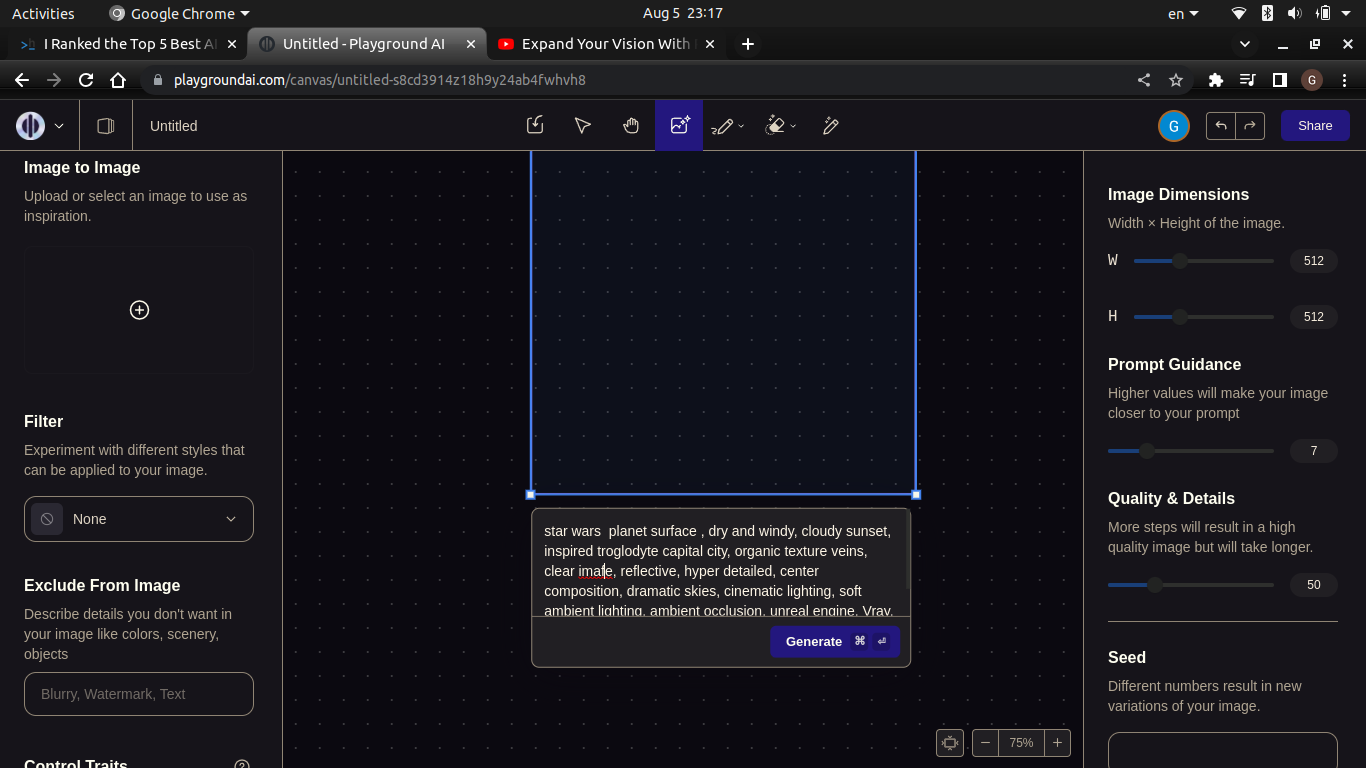 Activities
Google Chrome
Aug 5 23:17
en
I Ranked the Top 5 Best AI
Untitled - Playground AI
Expand Your Vision With
playgroundai.com/canvas/untitled-s8cd3914z18h9y24ab4fwhvh8
G
Untitled
G
Share
Image to Image
Upload or select an image to use as
inspiration.
Filter
Experiment with different styles that
can be applied to your image.
None
Exclude From Image
Describe details you don't want in
your image like colors, scenery,
objects
Blurry, Watermark, Text
Control Traits
star wars  planet surface , dry and windy, cloudy sunset,
inspired troglodyte capital city, organic texture veins,
clear imafe, reflective, hyper detailed, center
composition, dramatic skies, cinematic lighting, soft
ambient lighting, ambient occlusion, unreal engine, Vray,
Generate ⌘ ⏎
75%
Image Dimensions
Width × Height of the image.
W 512
H 512
Prompt Guidance
Higher values will make your image
closer to your prompt
7
Quality & Details
More steps will result in a high
quality image but will take longer.
50
Seed
Different numbers result in new
variations of your image.